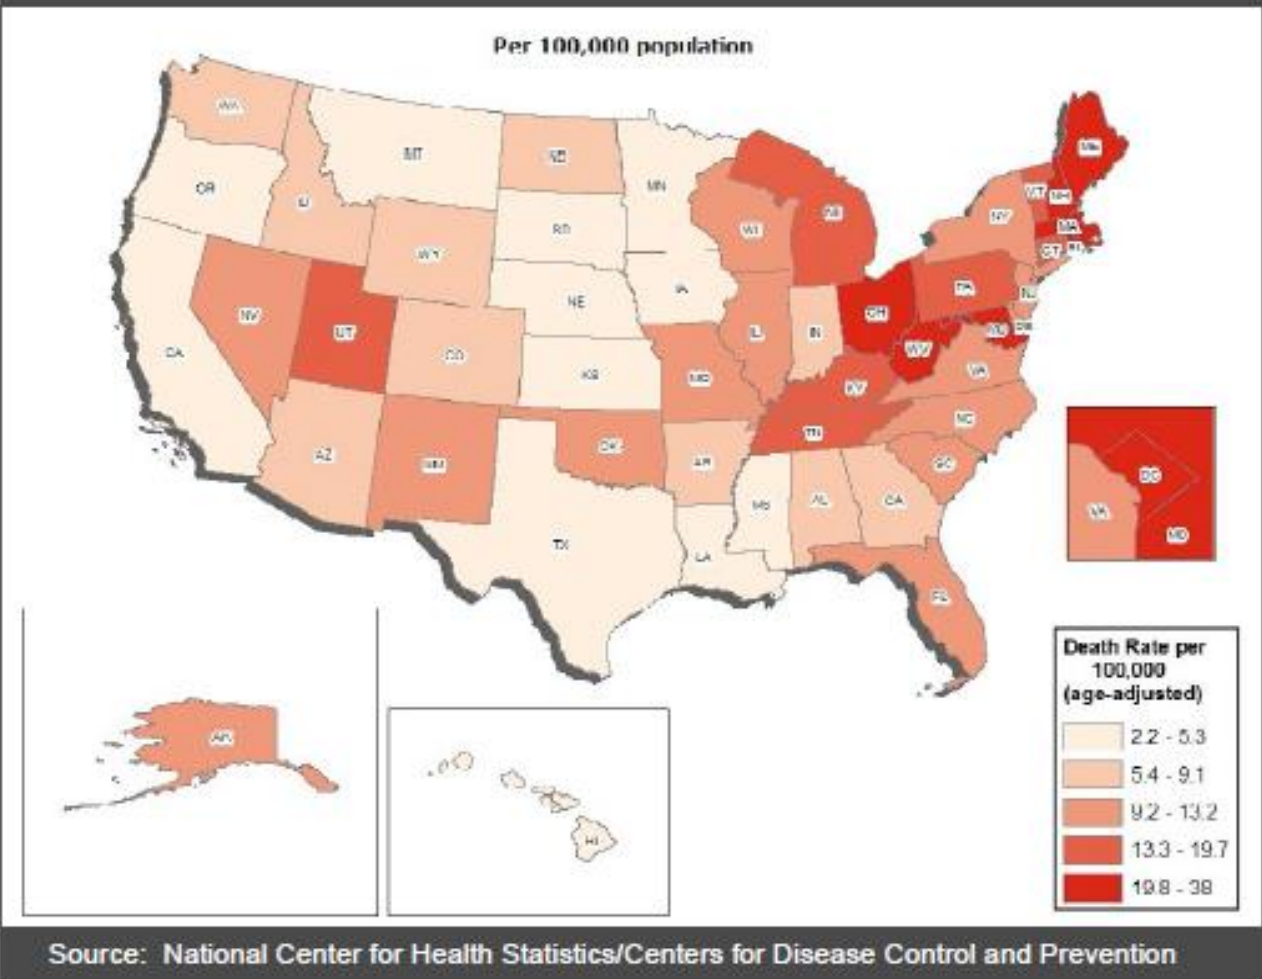 Per 100,000 population
WA
MT
ND
MN
OR
ID
WY
SD
WI
MI
ME
VT
NH
NY
MA
CT
RI
NV
UT
CO
NE
IA
IL
IN
OH
PA
NJ
CA
KS
MO
KY
WV
MD
DE
VA
AZ
NM
OK
AR
TN
NC
SC
TX
LA
MS
AL
GA
FL
DC
VA
MD
AK
HI
Death Rate per
100,000
(age-adjusted)
2.2 - 5.3
5.4 - 9.1
9.2 - 13.2
13.3 - 19.7
19.8 - 38
Source: National Center for Health Statistics/Centers for Disease Control and Prevention